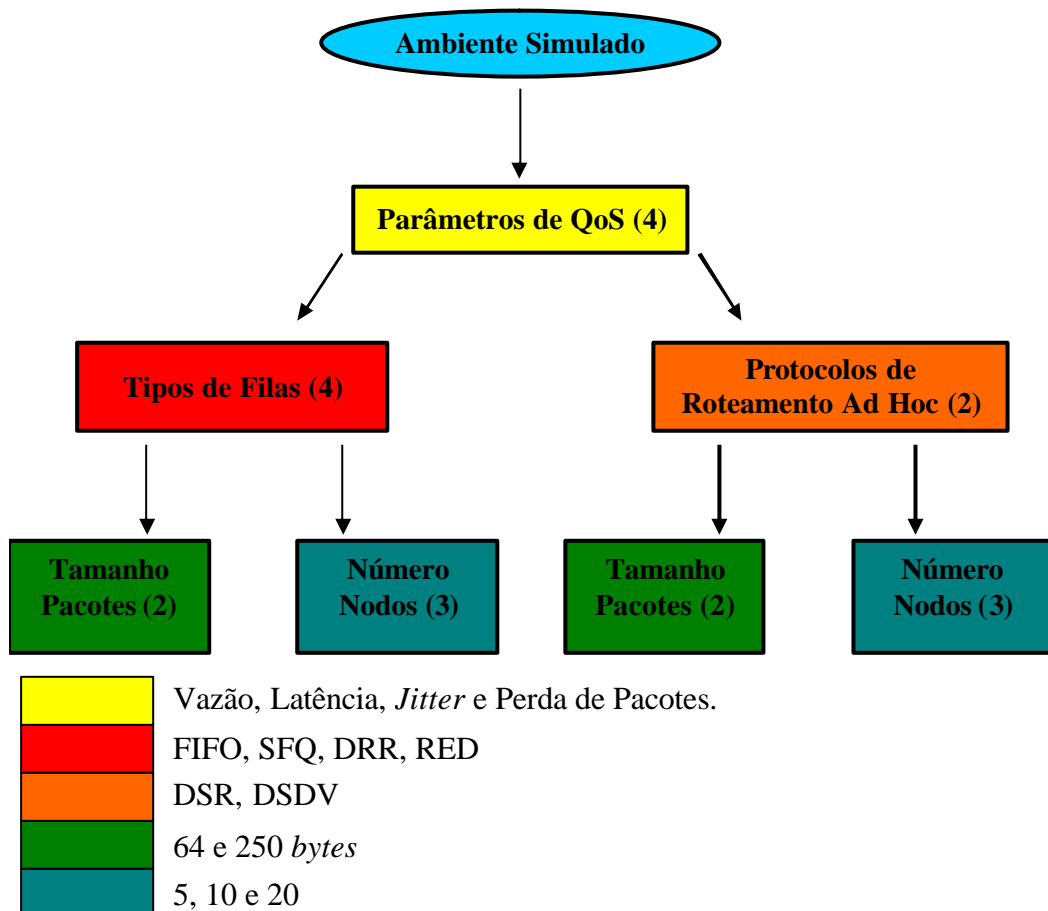 Ambiente Simulado
Parâmetros de QoS (4)
Tipos de Filas (4)
Protocolos de
Roteamento Ad Hoc (2)
Tamanho
Pacotes (2)
Número
Nodos (3)
Tamanho
Pacotes (2)
Número
Nodos (3)
Vazão, Latência, Jitter e Perda de Pacotes.
FIFO, SFQ, DRR, RED
DSR, DSDV
64 e 250 bytes
5, 10 e 20